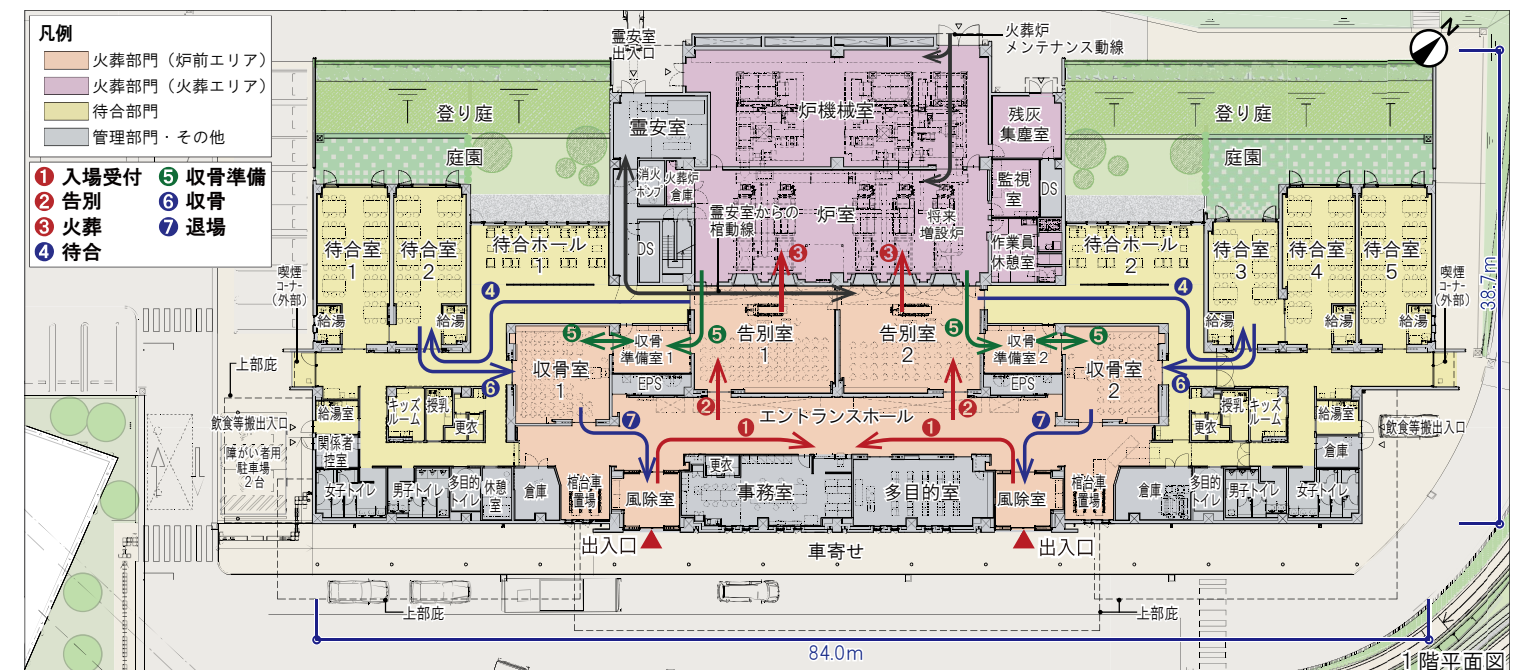 凡例
火葬部門（炉前エリア）
火葬部門（火葬エリア）
待合部門
管理部門・その他
❶ 入場受付 ❺ 収骨準備
❷ 告別 ❻ 収骨
❸ 火葬 ❼ 退場
❹ 待合
霊安室
出入口
火葬炉
メンテナンス動線
N
登り庭
庭園
霊安室
炉機械室
残灰
集塵室
登り庭
庭園
消火
ポンプ
火葬炉
倉庫
監視
室
DS
霊安室からの
棺動線
炉室
将来
増設炉
作業員
休憩室
DS
待合室
1
待合室
2
待合ホール
1
待合ホール
2
待合室
3
待合室
4
待合室
5
喫煙
コーナー
（外部）
喫煙
コーナー
（外部）
38.7m
給湯
給湯
給湯
給湯
給湯
❸
❸
❹
❹
❺
❺
❺
❺
収骨
準備室1
収骨
準備室2
告別室
1
告別室
2
収骨室
1
収骨室
2
EPS
EPS
❻
❻
上部庇
❷
❷
エントランスホール
❼
❼
❶
❶
飲食等搬出入口
飲食等搬出入口
給湯室
キッズ
ルーム
授乳
更衣
更衣
授乳
キッズ
ルーム
給湯室
関係者
控室
倉庫
障がい者用
駐車場
2台
女子トイレ
男子トイレ
多目的
トイレ
休憩
室
倉庫
棺台車
置場
風除室
更衣
事務室
多目的室
風除室
棺台車
置場
倉庫
多目的
トイレ
男子トイレ
女子トイレ
出入口
車寄せ
出入口
上部庇
上部庇
84.0m
1階平面図